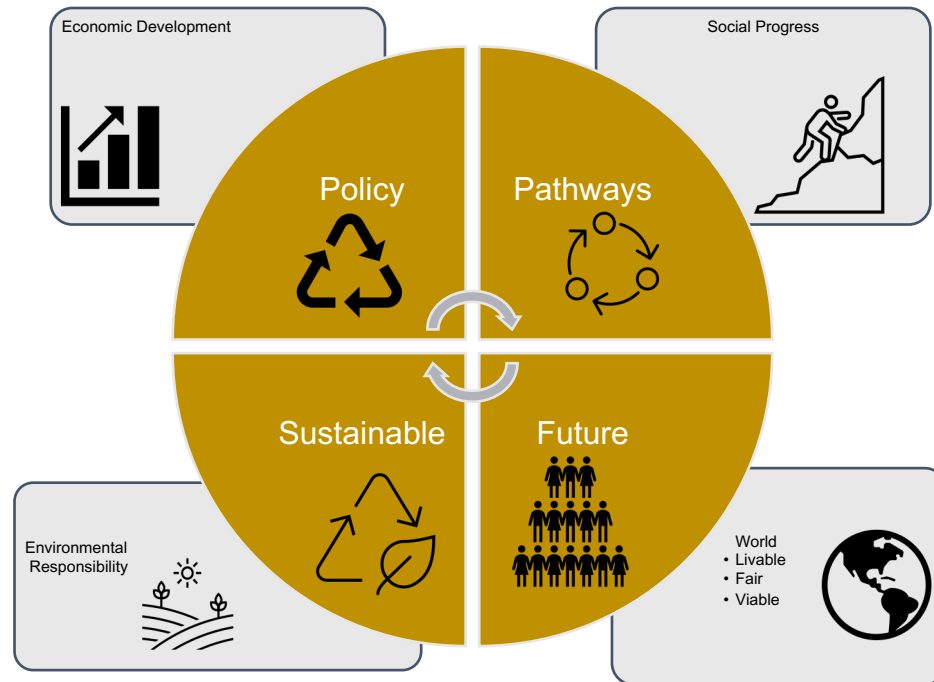 Economic Development
Social Progress
Policy
Pathways
Sustainable
Future
Environmental
Responsibility
World
• Livable
• Fair
• Viable